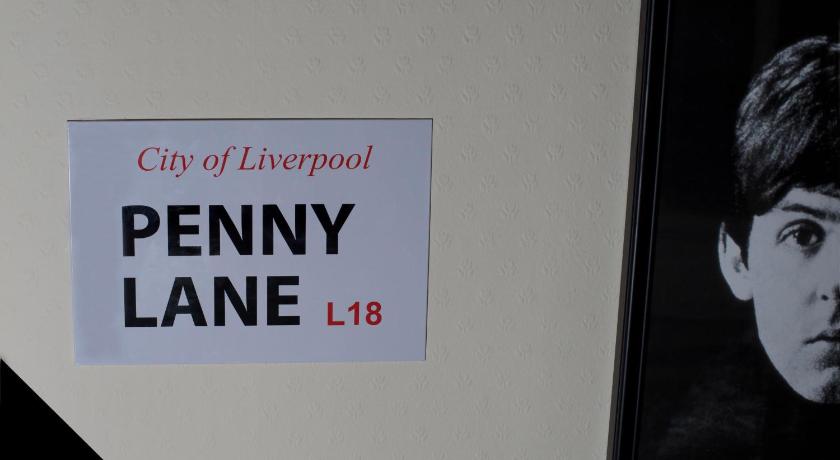 City of Liverpool
PENNY
LANE L18